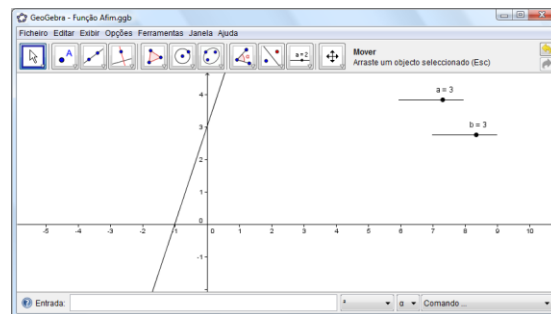 GeoGebra - Função Afim.ggb
Ficheiro Editar Exibir Opções Ferramentas Janela Ajuda
A
a = 2
Mover
Arraste um objecto seleccionado (Esc)
a = 3
b = 3
4
3
2
1
0
-1
-5 -4 -3 -2 -1 0 1 2 3 4 5 6 7 8 9 10
Entrada:
α
Comando ...